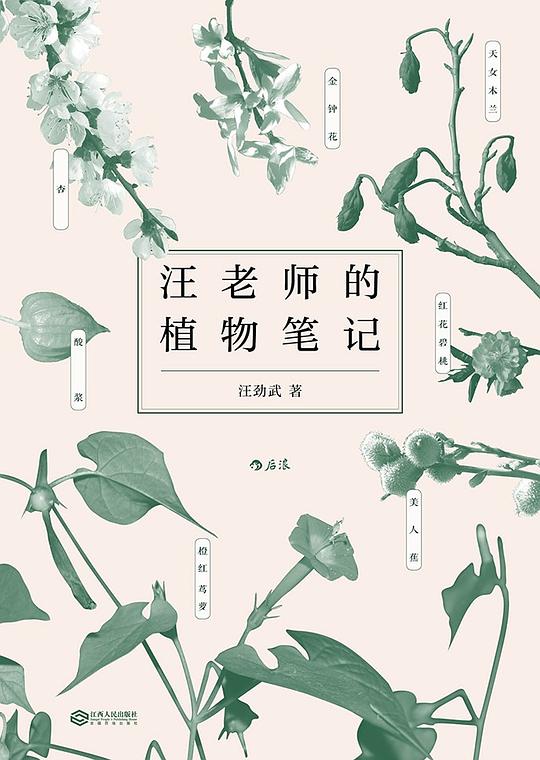 天女木兰
金钟花
杏
汪老师的
植物笔记
汪劲武 著
红花碧桃
酸浆
后浪
美人蕉
橙红茑萝
江西人民出版社